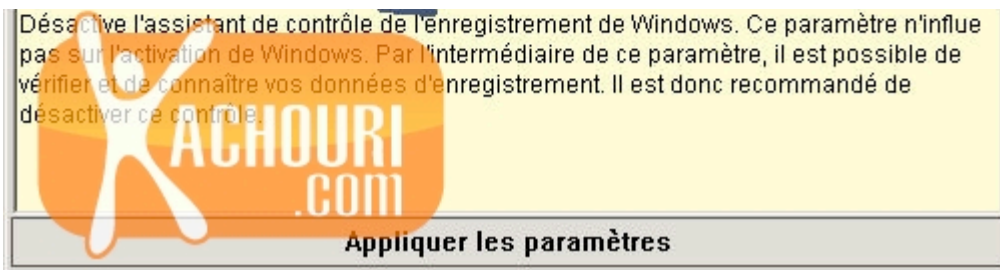 Désactive l'assistant de contrôle de l'enregistrement de Windows. Ce paramètre n'influe
pas sur l'activation de Windows. Par l'intermédiaire de ce paramètre, il est possible de
vérifier et de connaître vos données d'enregistrement. Il est donc recommandé de
désactiver ce contrôle.
KACHOURI
.com
Appliquer les paramètres